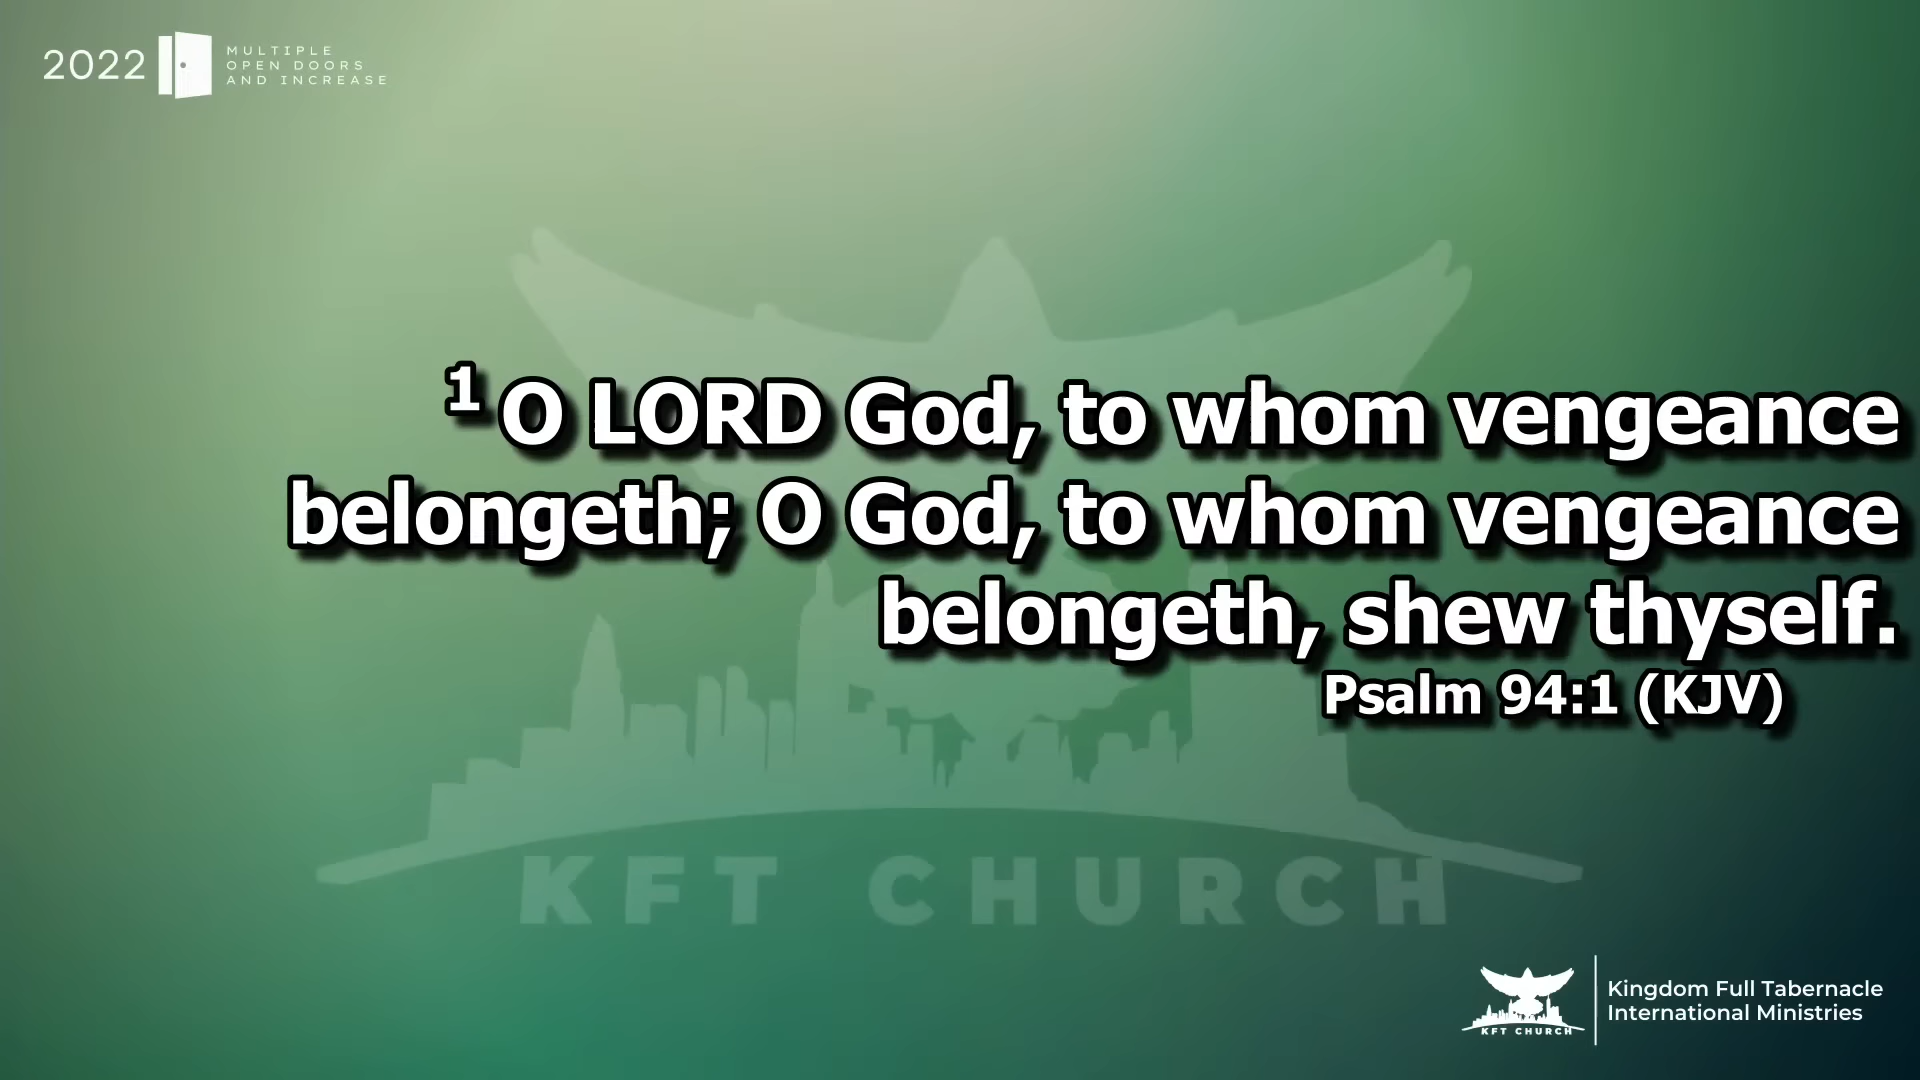 2022
MULTIPLE
OPEN DOORS
AND INCREASE
1 O LORD God, to whom vengeance
belongeth; O God, to whom vengeance
belongeth, shew thyself.
Psalm 94:1 (KJV)
KFT CHURCH
KFT CHURCH
Kingdom Full Tabernacle
International Ministries